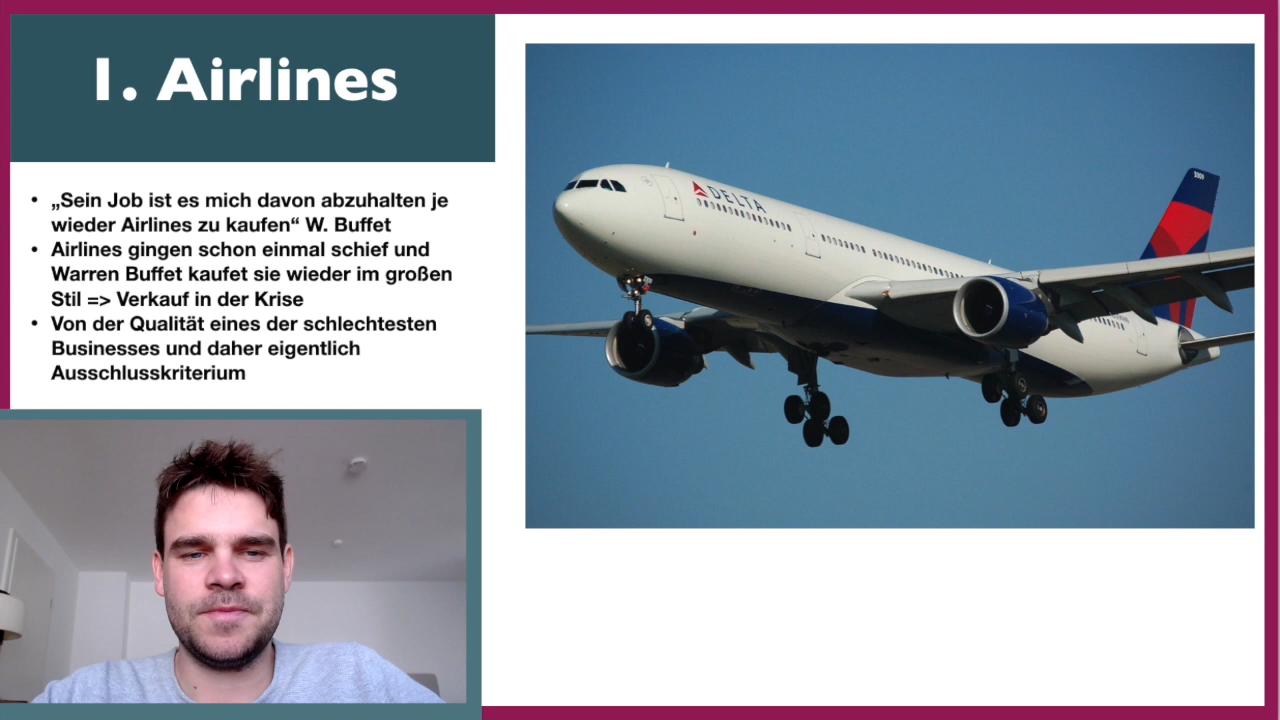 1. Airlines
• „Sein Job ist es mich davon abzuhalten je
wieder Airlines zu kaufen“ W. Buffet
• Airlines gingen schon einmal schief und
Warren Buffet kaufet sie wieder im großen
Stil => Verkauf in der Krise
• Von der Qualität eines der schlechtesten
Businesses und daher eigentlich
Ausschlusskriterium
DELTA